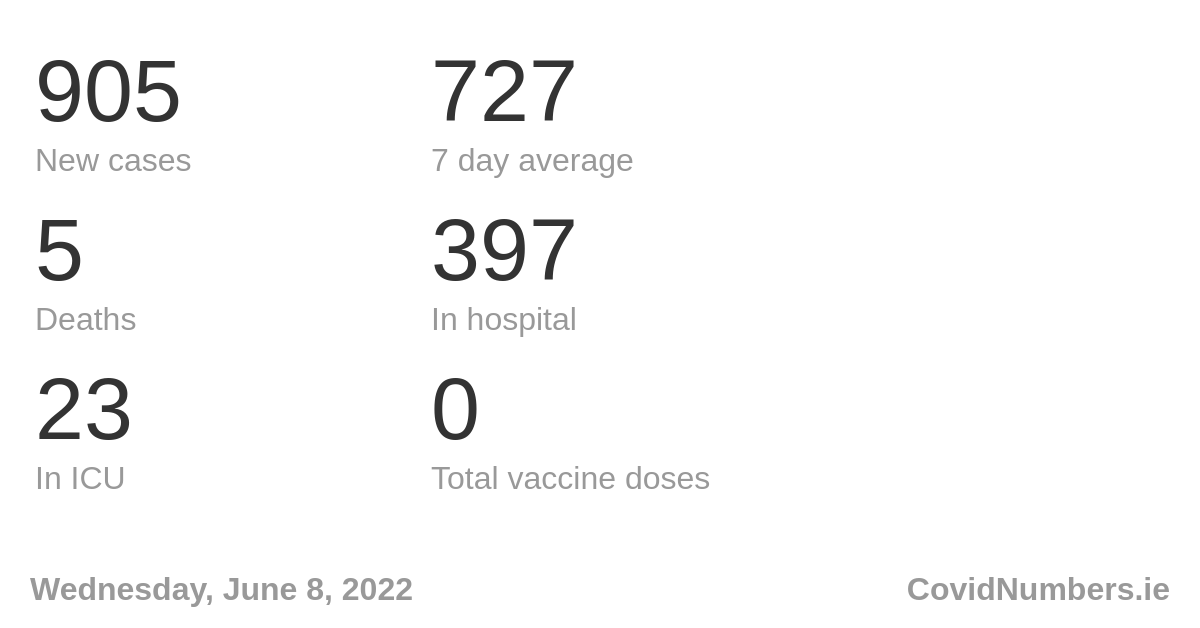 905
New cases
727
7 day average
5
Deaths
397
In hospital
23
In ICU
0
Total vaccine doses
Wednesday, June 8, 2022
CovidNumbers.ie